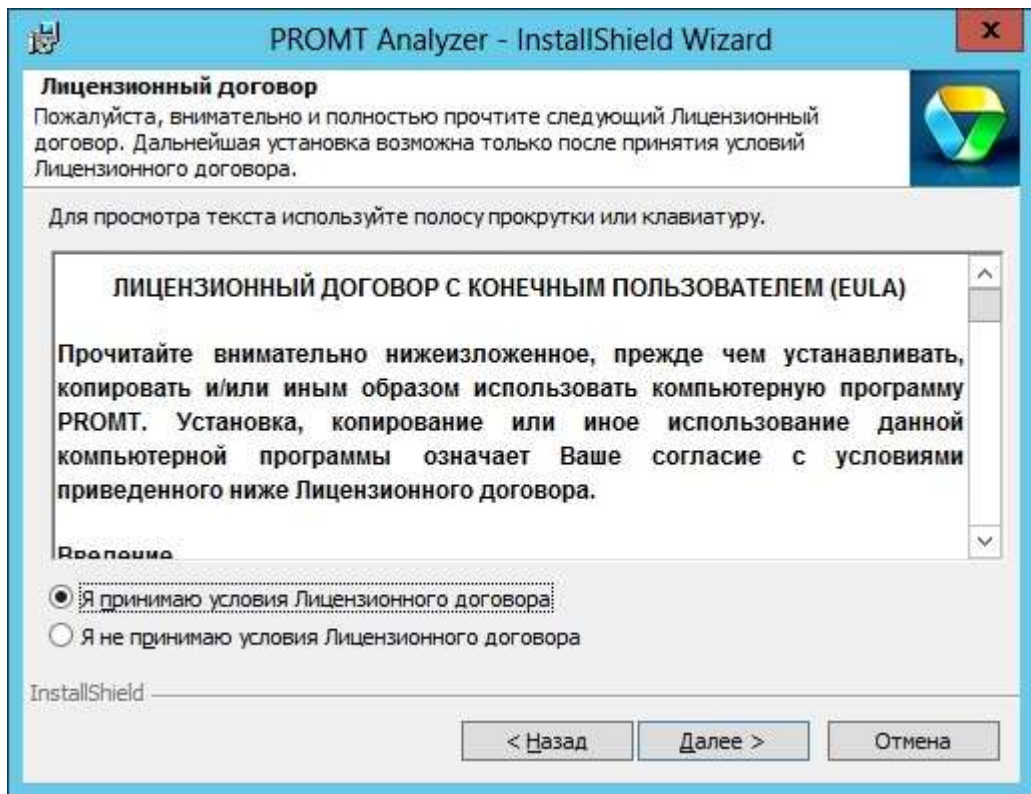 PROMT Analyzer - InstallShield Wizard
x
Лицензионный договор
Пожалуйста, внимательно и полностью прочтите следующий Лицензионный
договор. Дальнейшая установка возможна только после принятия условий
Лицензионного договора.
Для просмотра текста используйте полосу прокрутки или клавиатуру.
ЛИЦЕНЗИОННЫЙ ДОГОВОР С КОНЕЧНЫМ ПОЛЬЗОВАТЕЛЕМ (EULA)
Прочитайте внимательно нижеизложенное, прежде чем устанавливать,
копировать и/или иным образом использовать компьютерную программу
PROMT. Установка, копирование или иное использование данной
компьютерной программы означает Ваше согласие с условиями
приведенного ниже Лицензионного договора.
Введение
Я принимаю условия Лицензионного договора
Я не принимаю условия Лицензионного договора
InstallShield
< Назад
Далее >
Отмена